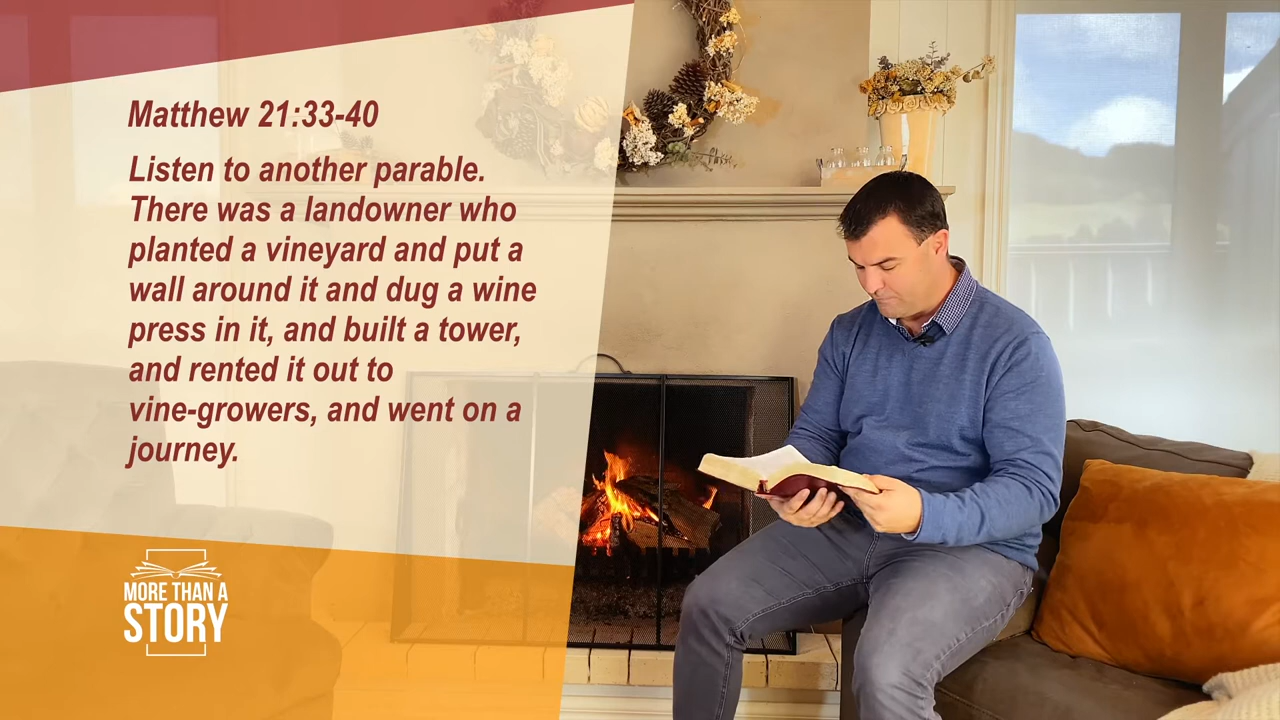 Matthew 21:33-40
Listen to another parable.
There was a landowner who
planted a vineyard and put a
wall around it and dug a wine
press in it, and built a tower,
and rented it out to
vine-growers, and went on a
journey.
MORE THAN A
STORY